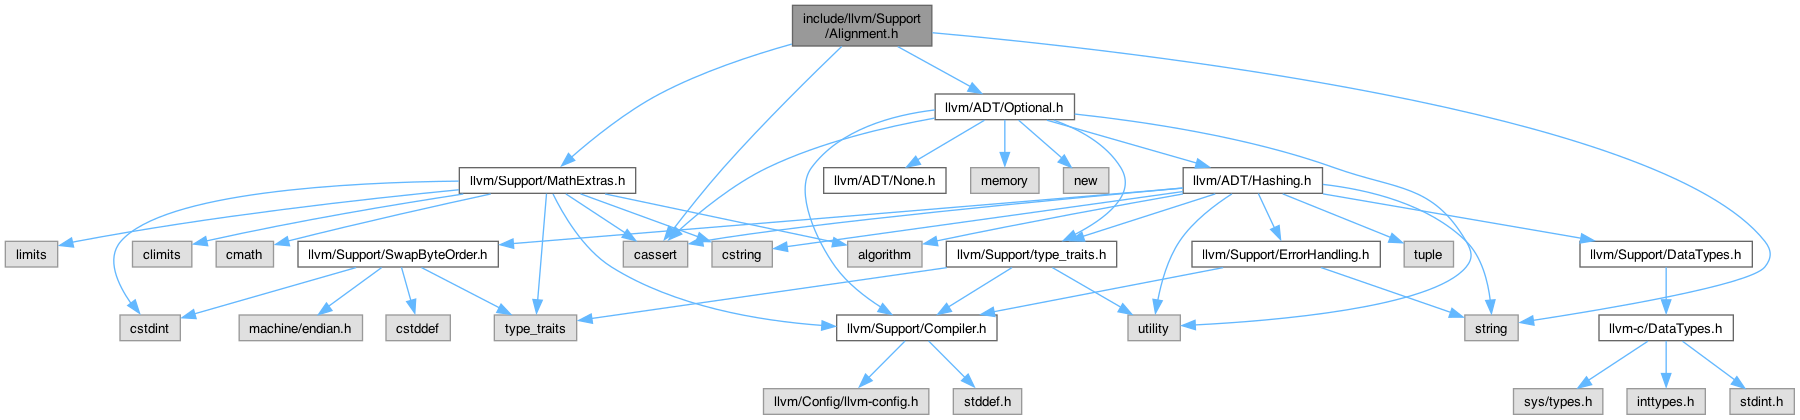 include/llvm/Support
/Alignment.h
llvm/ADT/Optional.h
llvm/Support/MathExtras.h
llvm/ADT/None.h
memory
new
llvm/ADT/Hashing.h
limits
climits
cmath
llvm/Support/SwapByteOrder.h
cassert
cstring
algorithm
llvm/Support/type_traits.h
llvm/Support/ErrorHandling.h
tuple
llvm/Support/DataTypes.h
cstdint
machine/endian.h
cstddef
type_traits
llvm/Support/Compiler.h
utility
string
llvm-c/DataTypes.h
llvm/Config/llvm-config.h
stddef.h
sys/types.h
inttypes.h
stdint.h